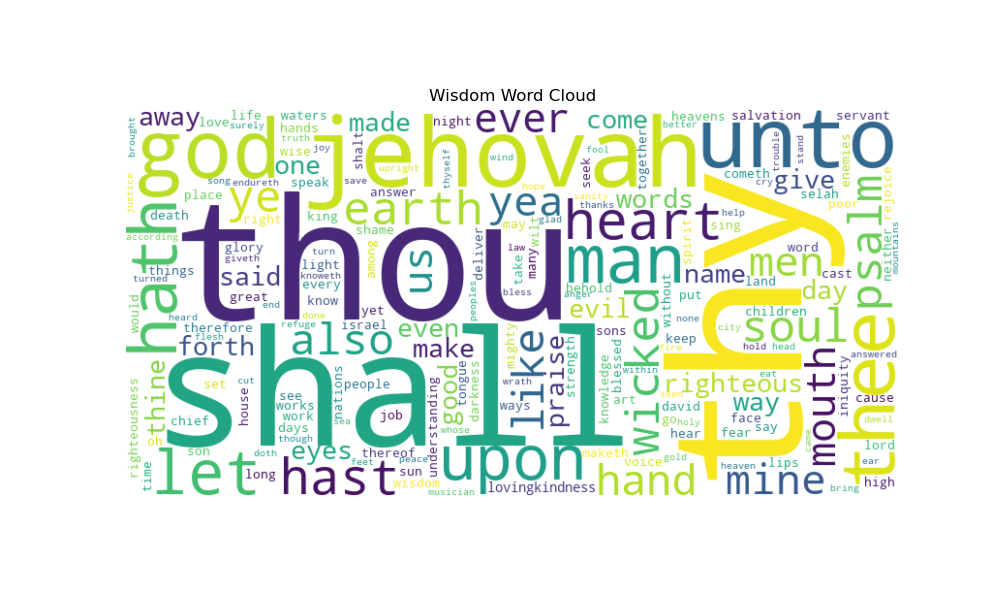 Wisdom Word Cloud
brought
away
love
life
surely
waters
hands
truth
joy
wise
made
night
ever
come
better
heavens
salvation
servant
god
jehovah
unto
one
speak
shalt
upright
thyself
wind
fool
seek
together
trouble
stand
enemies
cometh
cry
give
justice
song
endureth
save
answer
hope
vanity
thanks
words
selah
poor
rejoice
neither
place
ye
king
earth
yea
heart
help
sing
psalm
mountains
death
right
shame
may
glad
wilt
according
hath
glory
giveth
thou
turn
among
us
deliver
law
many
take
man
spirit
word
men
things
turned
said
light
knoweth
every
name
land
cast
day
great
end
know
yet
bless
peoples
anger
behold
without
put
thy
children
would
heard
done
evil
none
soul
thee
therefore
flesh
refuge
israel
even
sons
keep
city
forth
also
make
mighty
like
praise
strength
wicked
fire
hold
head
answered
shall
wrath
within
eat
righteous
mouth
iniquity
cause
righteousness
thine
set
cut
house
see
works
work
days
nations
people
job
good
tongue
darkness
ways
knowledge
blessed
art
seen
david
way
face
dwell
chief
though
sea
understanding
whose
go
holy
hear
fear
say
came
lord
oh
son
doth
eyes
thereof
peace
upon
maketh
voice
gold
heaven
lips
ear
time
let
long
hast
feet
sun
wisdom
musician
lovingkindness
hand
mine
bring
high